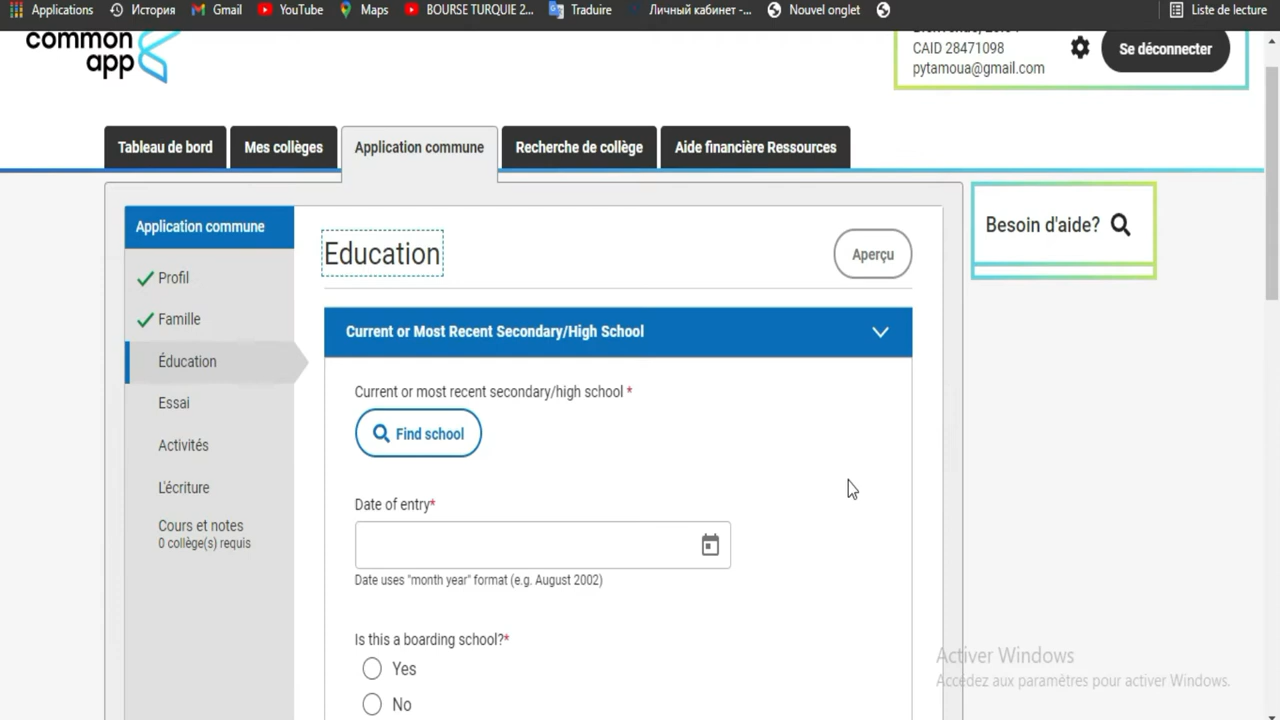 Applications
История
Gmail
YouTube
Maps
BOURSE TURQUIE 2...
Traduire
Личный кабинет -...
Nouvel onglet
Liste de lecture
common
app
CAID 28471098
pytamoua@gmail.com
Se déconnecter
Tableau de bord
Mes collèges
Application commune
Recherche de collège
Aide financière Ressources
Application commune
Profil
Famille
Éducation
Essai
Activités
L'écriture
Cours et notes
0 collège(s) requis
Education
Aperçu
Besoin d'aide?
Current or Most Recent Secondary/High School
Current or most recent secondary/high school *
Find school
Date of entry*
Date uses "month year" format (e.g. August 2002)
Is this a boarding school?*
Yes
No
Activer Windows
Accédez aux paramètres pour activer Windows.